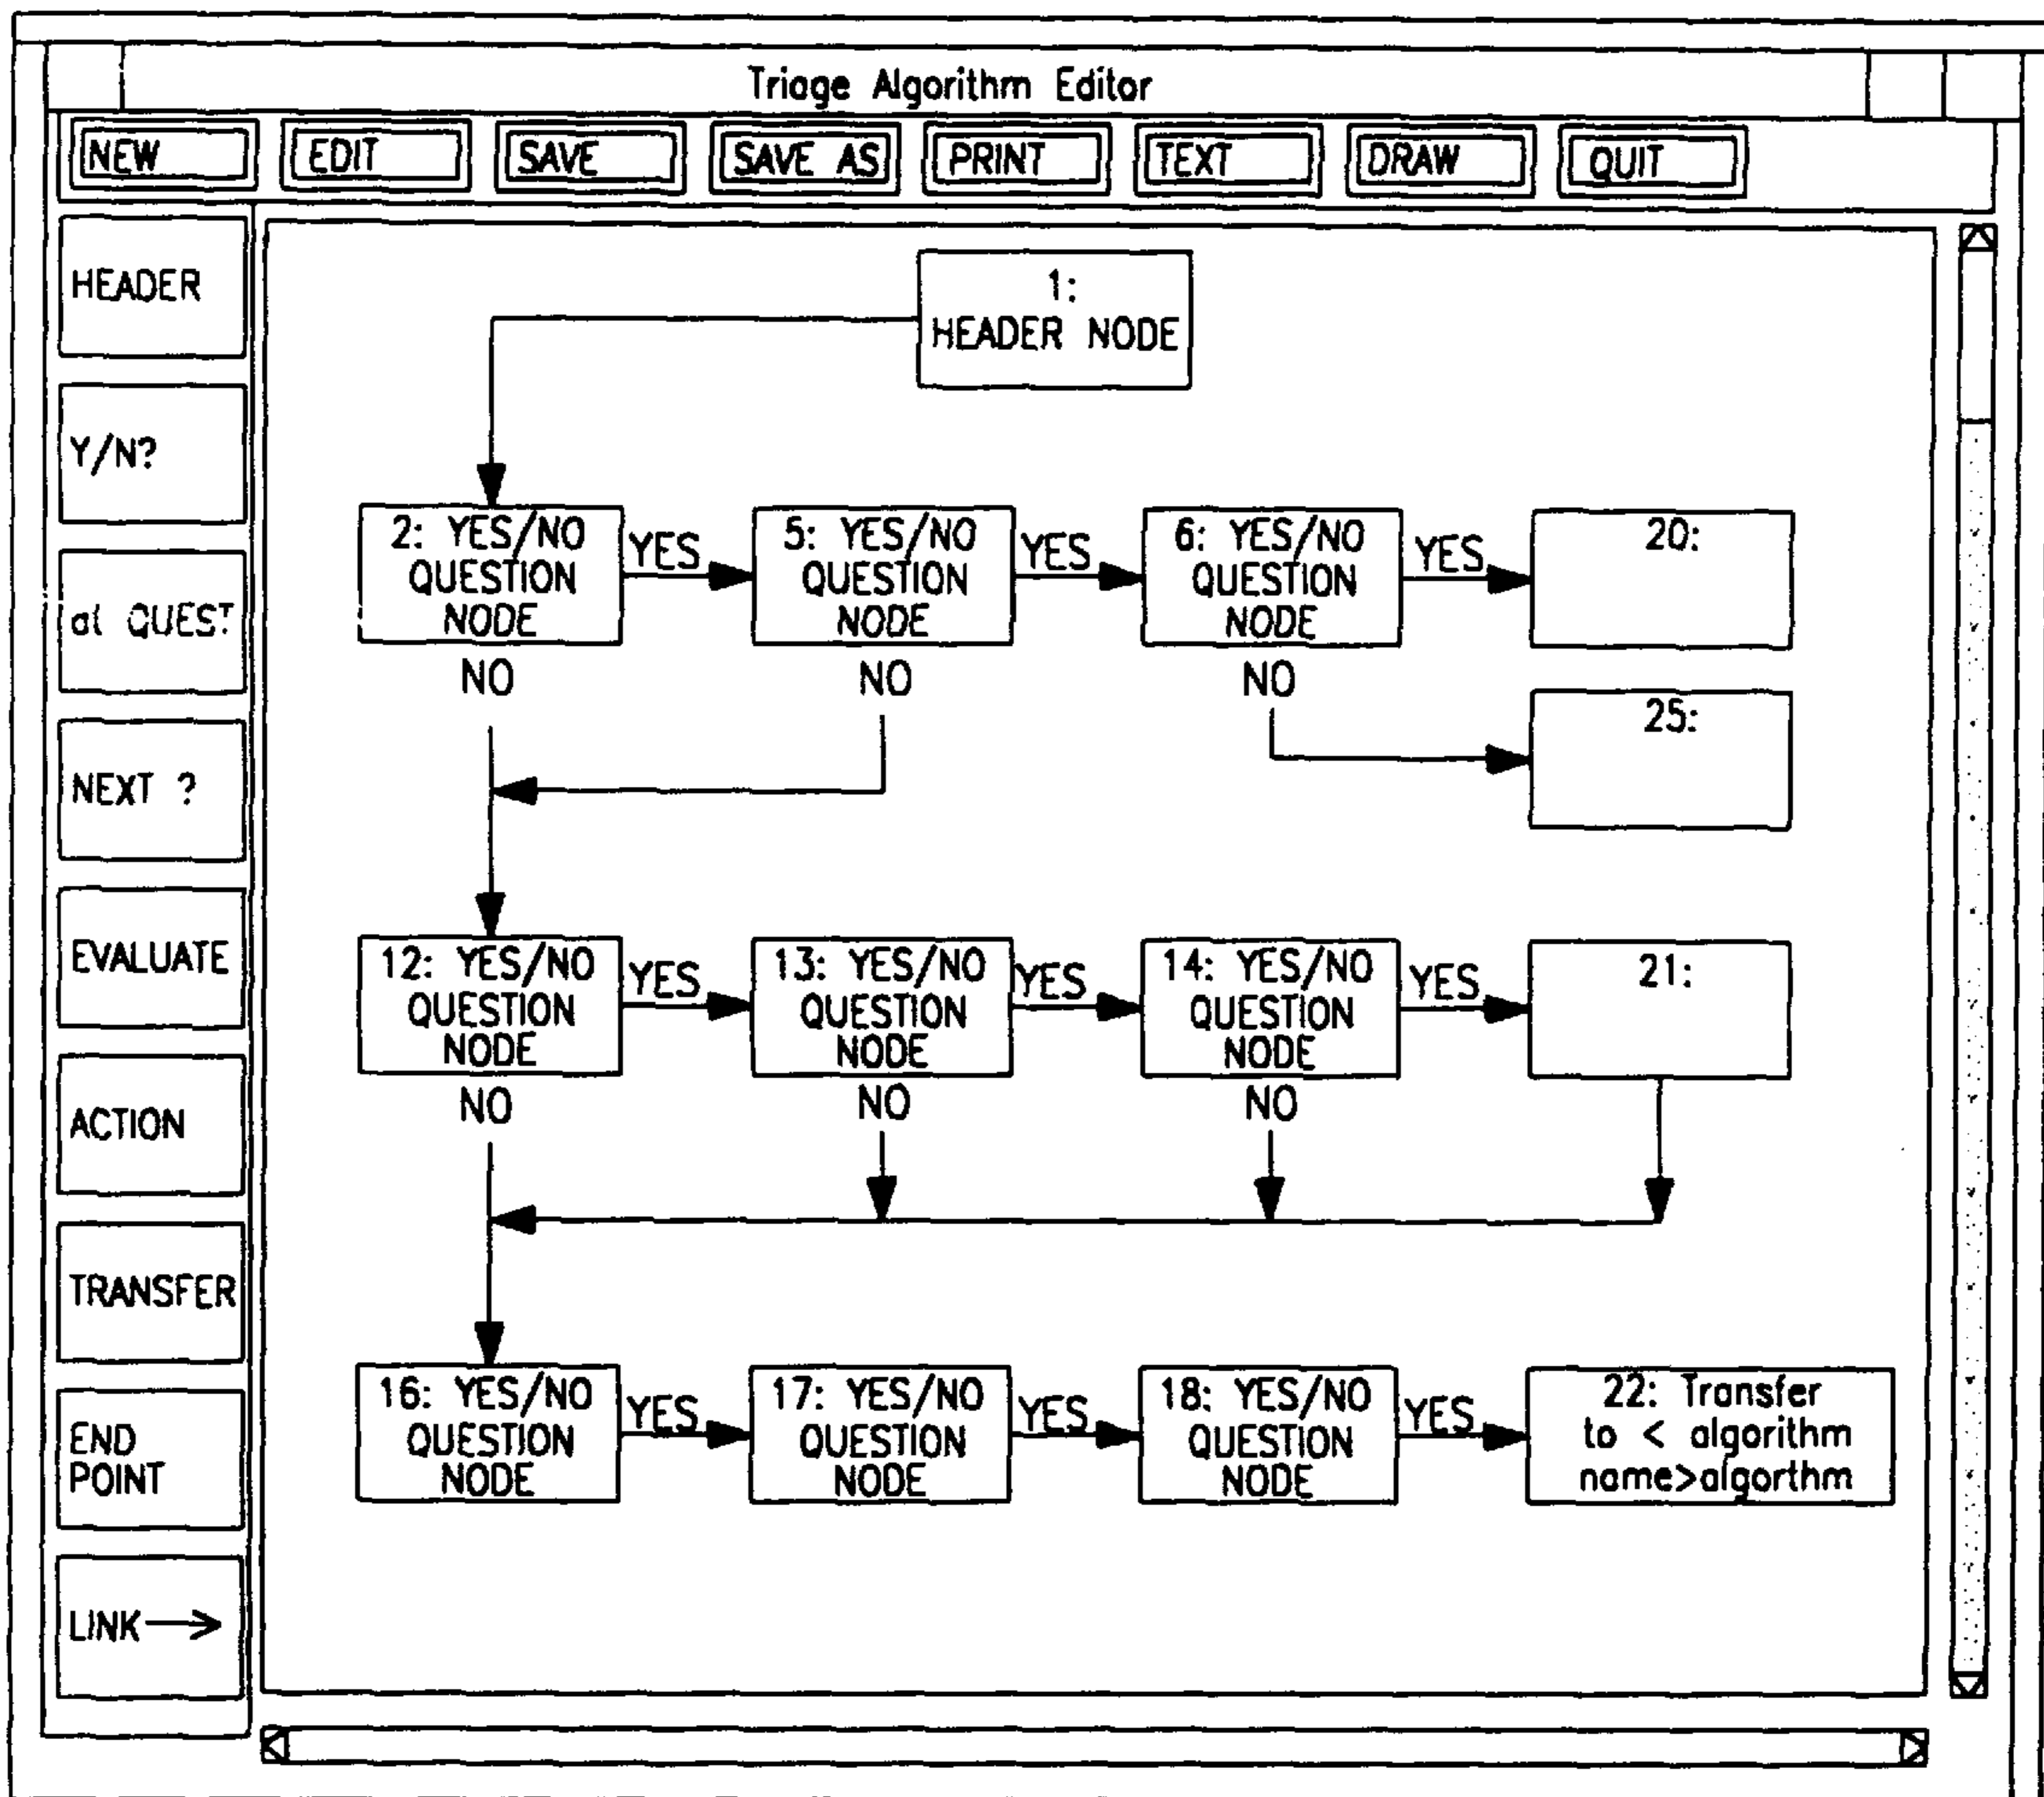 Triage Algorithm Editor
NEW EDIT SAVE SAVE AS PRINT TEXT DRAW QUIT
HEADER
Y/N?
al QUEST
NEXT ?
EVALUATE
ACTION
TRANSFER
END
POINT
LINK
1:
HEADER NODE
2: YES/NO
QUESTION
NODE
YES
NO
5: YES/NO
QUESTION
NODE
YES
NO
6: YES/NO
QUESTION
NODE
YES
NO
20:
25:
12: YES/NO
QUESTION
NODE
YES
NO
13: YES/NO
QUESTION
NODE
YES
NO
14: YES/NO
QUESTION
NODE
YES
NO
21:
16: YES/NO
QUESTION
NODE
YES
17: YES/NO
QUESTION
NODE
YES
18: YES/NO
QUESTION
NODE
YES
22: Transfer
to < algorithm
name>algorthm